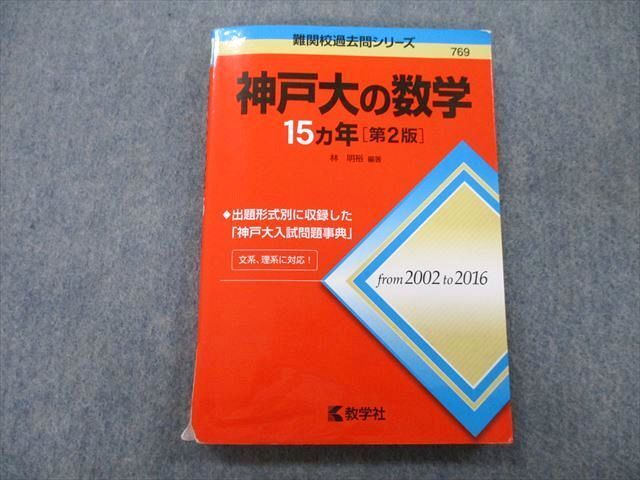 難関校過去問シリーズ
769
神戸大の数学
15ヵ年[第2版]
林 明裕 編著
◆出題形式別に収録した
「神戸大入試問題事典」
文系、理系に対応！
from 2002 to 2016
教学社